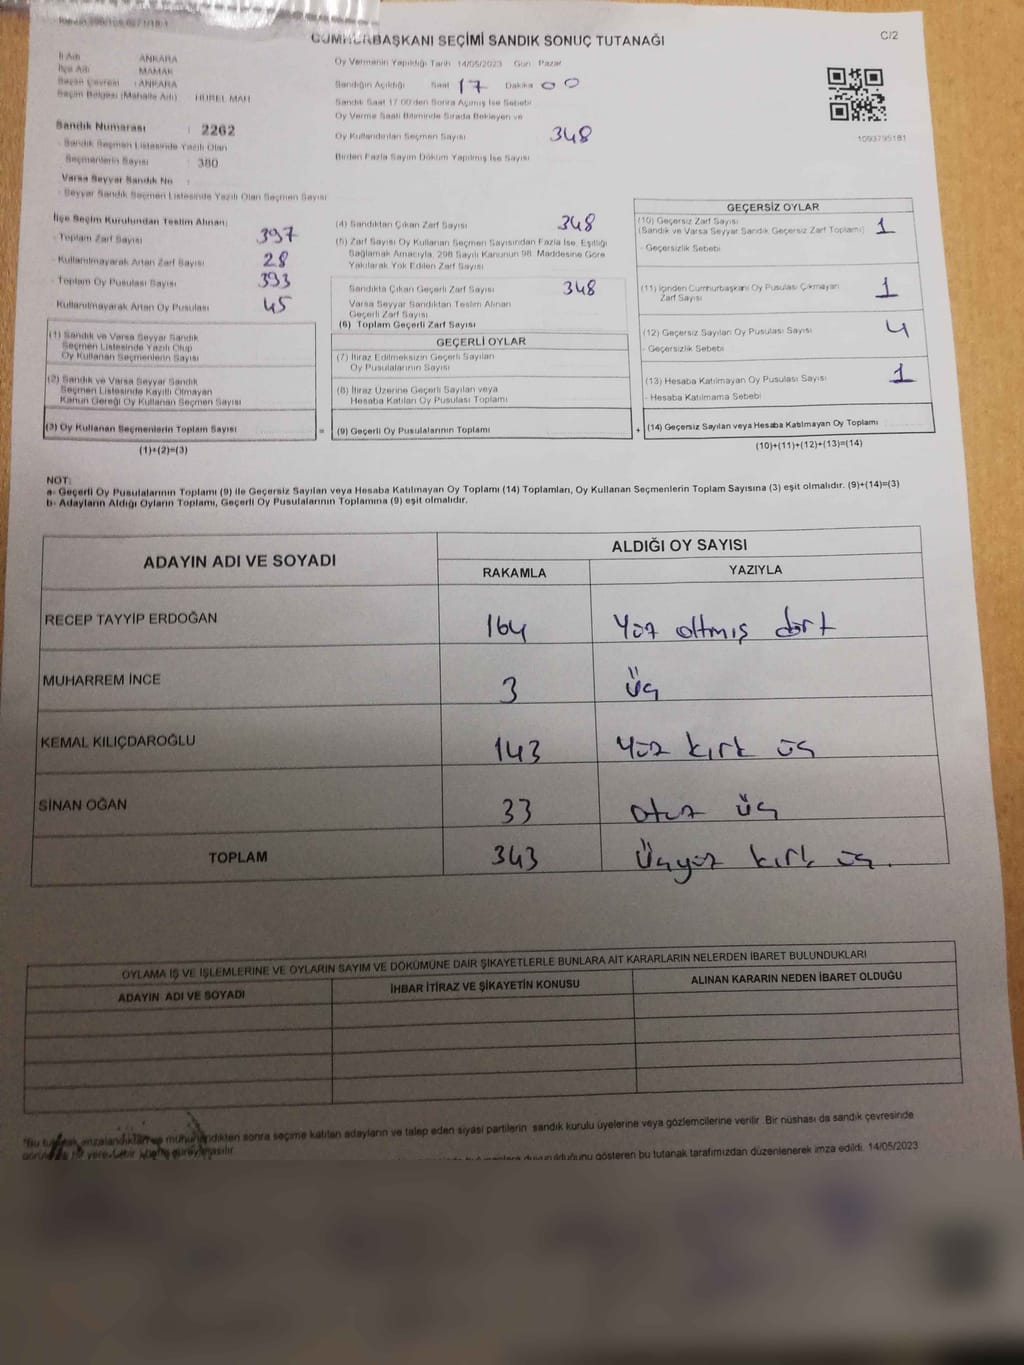 CUMHURBAŞKANI SEÇİMİ SANDIK SONUÇ TUTANAĞI
C/2
İl Adı ANKARA
İlçe Adı MAMAK
Seçim Çevresi : ANKARA
Seçim Bölgesi (Mahalle Adı)
Sandık Numarası : 2262
- Sandık Seçmen Listesinde Yazılı Olan
Seçmenlerin Sayısı : 380
Varsa Seyyar Sandık No :
- Seyyar Sandık Seçmen Listesinde Yazılı Olan Seçmen Sayısı
Oy Vermenin Yapıldığı Tarih 14/05/2023 Gün: Pazar
Sandığın Açıldığı Saat 17 Dakika 00
Sandık Saat 17.00'den Sonra Açılmış İse Sebebi
Oy Verme Saati Bitiminde Sırada Bekleyen ve
Oy Kullandırılan Seçmen Sayısı 348
Birden Fazla Sayım Döküm Yapılmış İse Sayısı
1093795181
İlçe Seçim Kurulundan Teslim Alınan;
- Toplam Zarf Sayısı 397
- Kullanılmayarak Artan Zarf Sayısı 28
- Toplam Oy Pusulası Sayısı 393
Kullanılmayarak Artan Oy Pusulası 45
(1) Sandık ve Varsa Seyyar Sandık
Seçmen Listesinde Yazılı Olup
Oy Kullanan Seçmenlerin Sayısı
(2) Sandık ve Varsa Seyyar Sandık
Seçmen Listesinde Kayıtlı Olmayan
Kanun Gereği Oy Kullanan Seçmen Sayısı
(3) Oy Kullanan Seçmenlerin Toplam Sayısı
(1)+(2)=(3)
(4) Sandıktan Çıkan Zarf Sayısı 348
(5) Zarf Sayısı Oy Kullanan Seçmen Sayısından Fazla İse, Eşitliği
Sağlamak Amacıyla, 298 Sayılı Kanunun 98. Maddesine Göre
Yakılarak Yok Edilen Zarf Sayısı
Sandıkta Çıkan Geçerli Zarf Sayısı 348
Varsa Seyyar Sandıktan Teslim Alınan
Geçerli Zarf Sayısı
(6) Toplam Geçerli Zarf Sayısı
GEÇERLİ OYLAR
(7) İtiraz Edilmeksizin Geçerli Sayılan
Oy Pusulalarının Sayısı
(8) İtiraz Üzerine Geçerli Sayılan veya
Hesaba Katılan Oy Pusulası Toplamı
= (9) Geçerli Oy Pusulalarının Toplamı
GEÇERSİZ OYLAR
(10) Geçersiz Zarf Sayısı
(Sandık ve Varsa Seyyar Sandık Geçersiz Zarf Toplamı) 1
- Geçersizlik Sebebi
(11) İçinden Cumhurbaşkanı Oy Pusulası Çıkmayan
Zarf Sayısı 1
(12) Geçersiz Sayılan Oy Pusulası Sayısı 4
- Geçersizlik Sebebi
(13) Hesaba Katılmayan Oy Pusulası Sayısı 1
- Hesaba Katılmama Sebebi
+ (14) Geçersiz Sayılan veya Hesaba Katılmayan Oy Toplamı
(10)+(11)+(12)+(13)=(14)
NOT:
a- Geçerli Oy Pusulalarının Toplamı (9) ile Geçersiz Sayılan veya Hesaba Katılmayan Oy Toplamı (14) Toplamları, Oy Kullanan Seçmenlerin Toplam Sayısına (3) eşit olmalıdır. (9)+(14)=(3)
b- Adayların Aldığı Oyların Toplamı, Geçerli Oy Pusulalarının Toplamına (9) eşit olmalıdır.
ADAYIN ADI VE SOYADI ALDIĞI OY SAYISI
RAKAMLA YAZIYLA
RECEP TAYYİP ERDOĞAN 164 Yüz altmış dört
MUHARREM İNCE 3 Üç
KEMAL KILIÇDAROĞLU 143 Yüz kırk üç
SİNAN OĞAN 33 otuz üç
TOPLAM 343 Üçyüz kırk üç.
OYLAMA İŞ VE İŞLEMLERİNE VE OYLARIN SAYIM VE DÖKÜMÜNE DAİR ŞİKAYETLERLE BUNLARA AİT KARARLARIN NELERDEN İBARET BULUNDUKLARI
ADAYIN ADI VE SOYADI İHBAR İTİRAZ VE ŞİKAYETİN KONUSU ALINAN KARARIN NEDEN İBARET OLDUĞU
"Bu tutanak imzalandıktan ve mühürlendikten sonra seçime katılan adayların ve talep eden siyasi partilerin sandık kurulu üyelerine veya gözlemcilerine verilir. Bir nüshası da sandık çevresinde
gösteren bu tutanak tarafımızdan düzenlenerek imza edildi. 14/05/2023